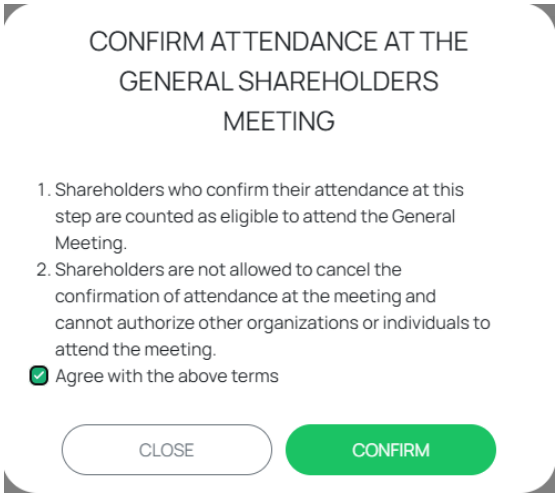 CONFIRM ATTENDANCE AT THE
GENERAL SHAREHOLDERS
MEETING
1. Shareholders who confirm their attendance at this
step are counted as eligible to attend the General
Meeting.
2. Shareholders are not allowed to cancel the
confirmation of attendance at the meeting and
cannot authorize other organizations or individuals to
attend the meeting.
Agree with the above terms
CLOSE
CONFIRM